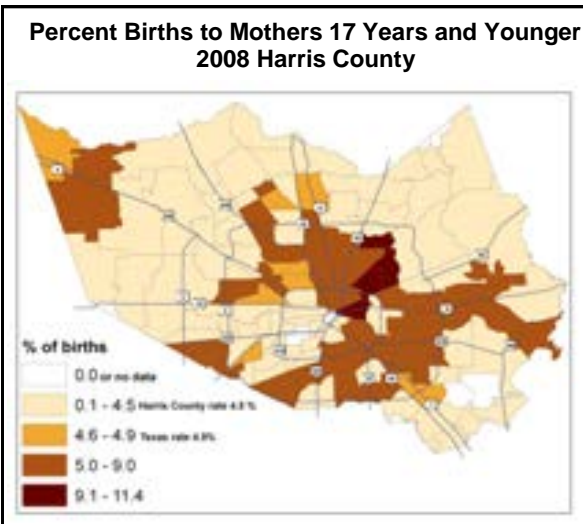 Percent Births to Mothers 17 Years and Younger
2008 Harris County
% of births
0.0 or no data
0.1 - 4.5 Harris County rate 4.5 %
4.6 - 4.9 Texas rate 4.9%
5.0 - 9.0
9.1 - 11.4